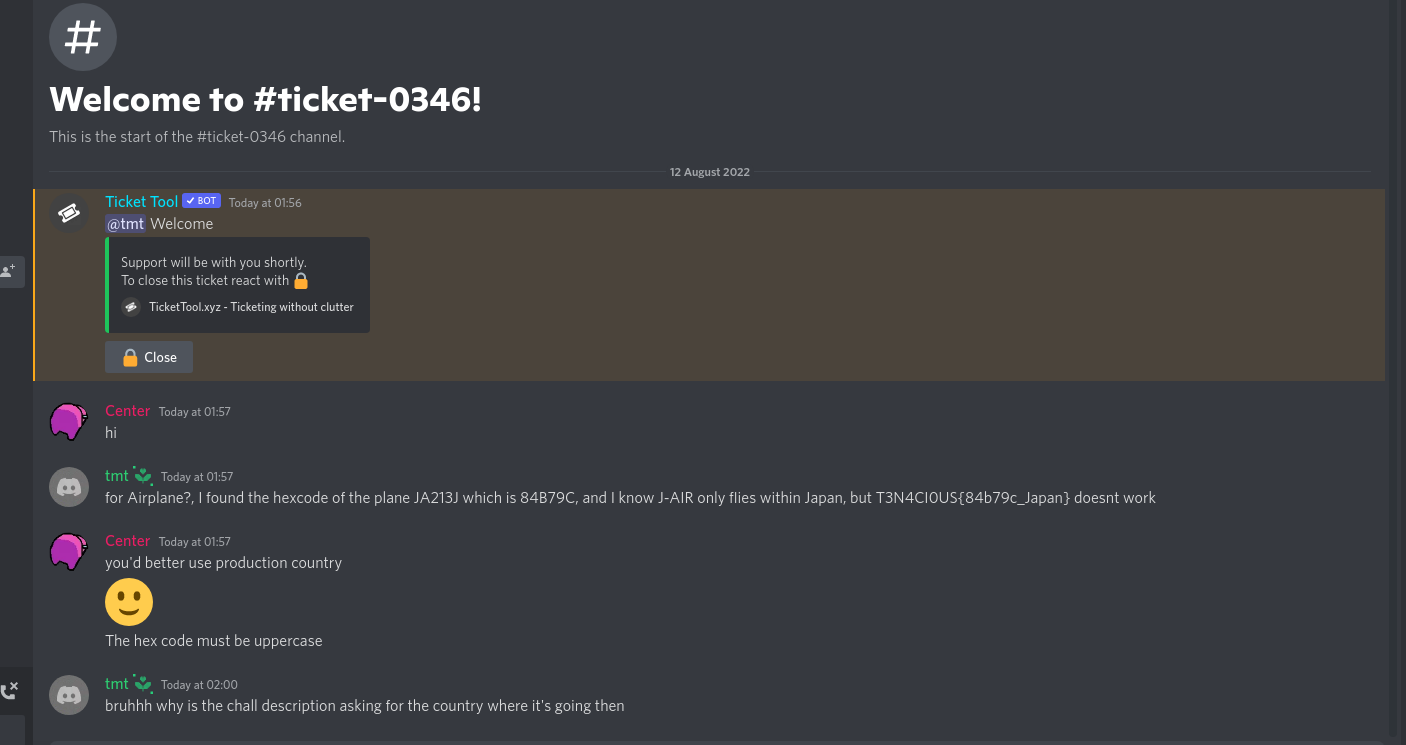 #
Welcome to #ticket-0346!
This is the start of the #ticket-0346 channel.
12 August 2022
Ticket Tool BOT Today at 01:56
@tmt Welcome
Support will be with you shortly.
To close this ticket react with 🔒
TicketTool.xyz - Ticketing without clutter
🔒 Close
Center Today at 01:57
hi
tmt Today at 01:57
for Airplane?, I found the hexcode of the plane JA213J which is 84B79C, and I know J-AIR only flies within Japan, but T3N4CI0US{84b79c_Japan} doesnt work
Center Today at 01:57
you'd better use production country
🙂
The hex code must be uppercase
tmt Today at 02:00
bruhhh why is the chall description asking for the country where it's going then